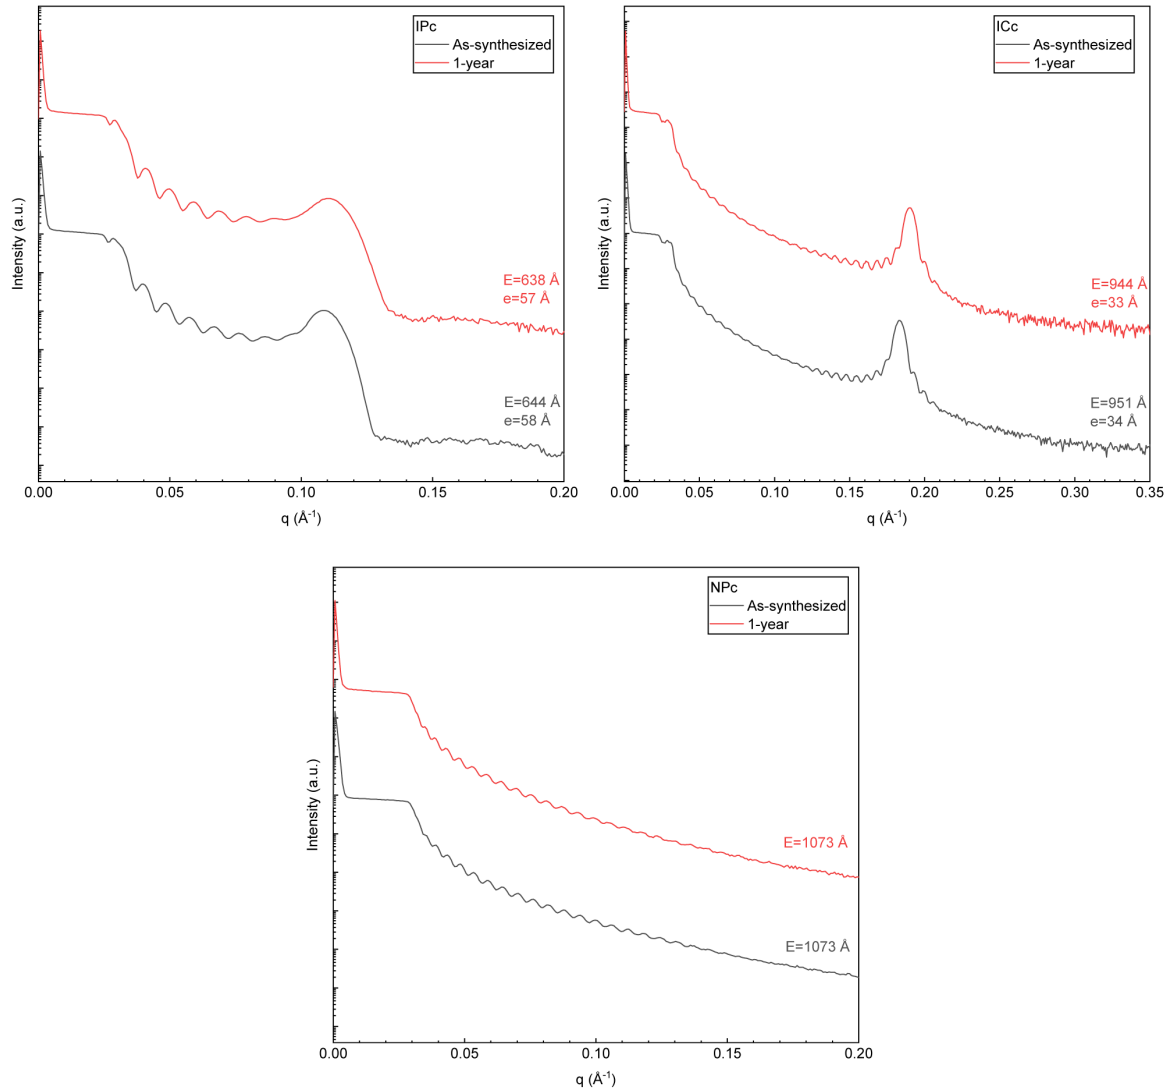 IPc
As-synthesized
1-year
Intensity (a.u.)
E=638 Å
e=57 Å
E=644 Å
e=58 Å
0.00 0.05 0.10 0.15 0.20
q (Å⁻¹)
ICc
As-synthesized
1-year
Intensity (a.u.)
E=944 Å
e=33 Å
E=951 Å
e=34 Å
0.00 0.05 0.10 0.15 0.20 0.25 0.30 0.35
q (Å⁻¹)
NPc
As-synthesized
1-year
Intensity (a.u.)
E=1073 Å
E=1073 Å
0.00 0.05 0.10 0.15 0.20
q (Å⁻¹)